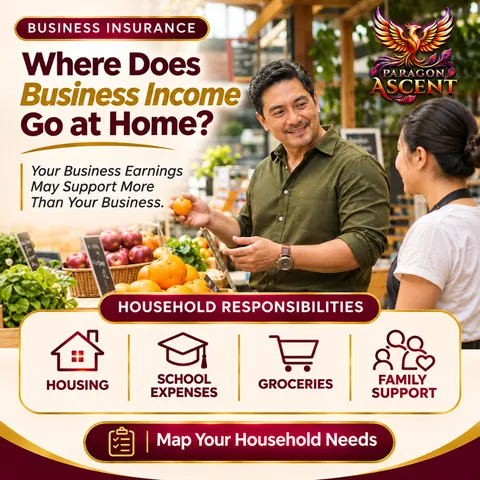 BUSINESS INSURANCE
PARAGON
ASCENT
Where Does
Business Income
Go at Home?
Your Business Earnings
May Support More
Than Your Business.
HOUSEHOLD RESPONSIBILITIES
HOUSING
SCHOOL
EXPENSES
GROCERIES
FAMILY
SUPPORT
Map Your Household Needs